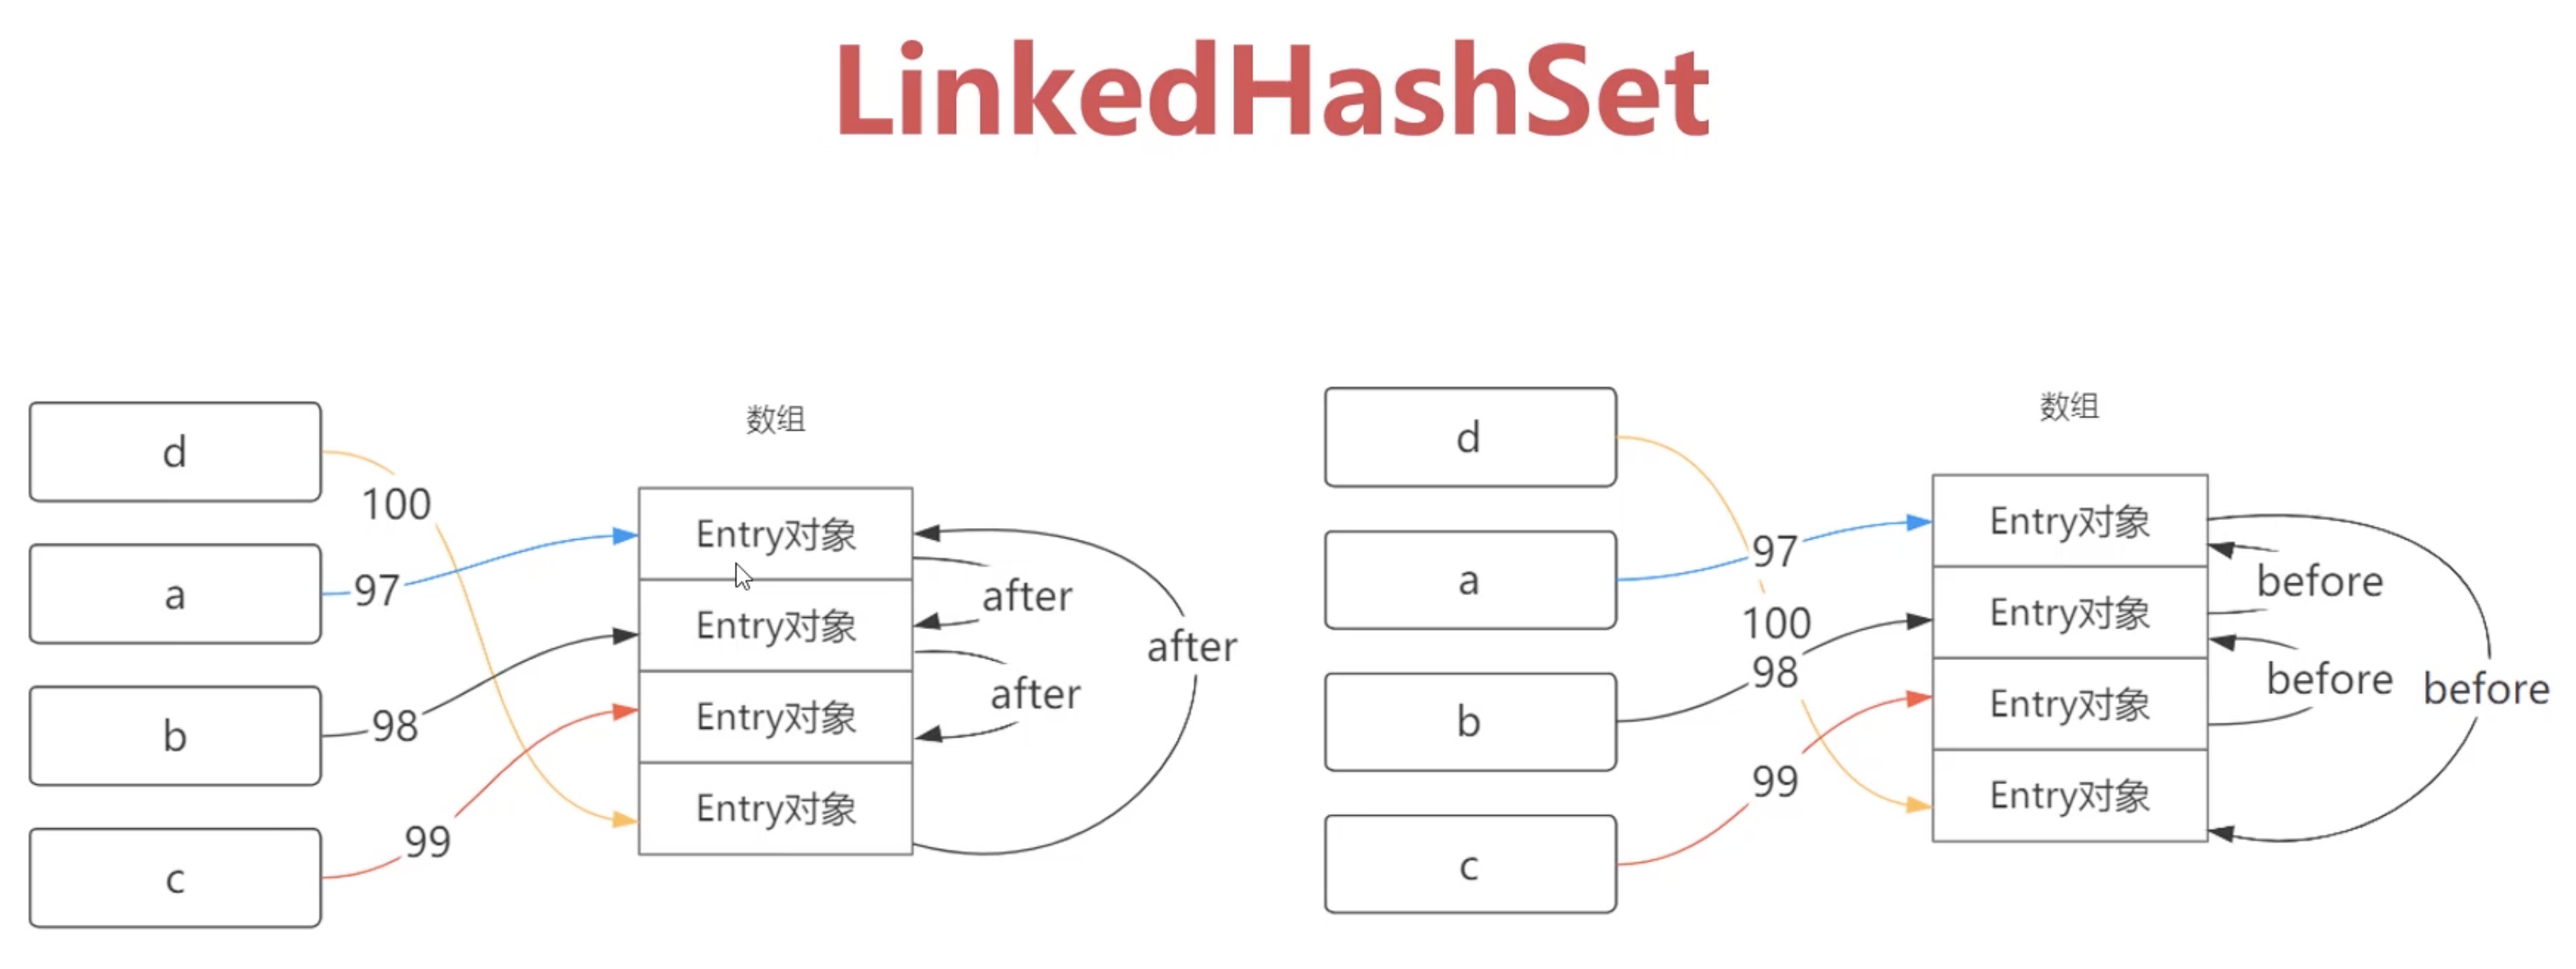 LinkedHashSet
数组
d
100
a
97
b
98
c
99
Entry对象
Entry对象
Entry对象
Entry对象
after
after
after
数组
d
a
b
c
97
100
98
99
Entry对象
Entry对象
Entry对象
Entry对象
before
before
before